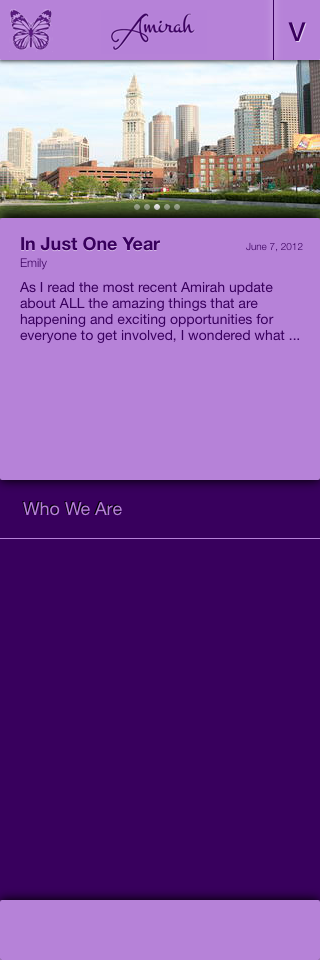 Amirah
V
In Just One Year
June 7, 2012
Emily
As I read the most recent Amirah update
about ALL the amazing things that are
happening and exciting opportunities for
everyone to get involved, I wondered what ...
Who We Are